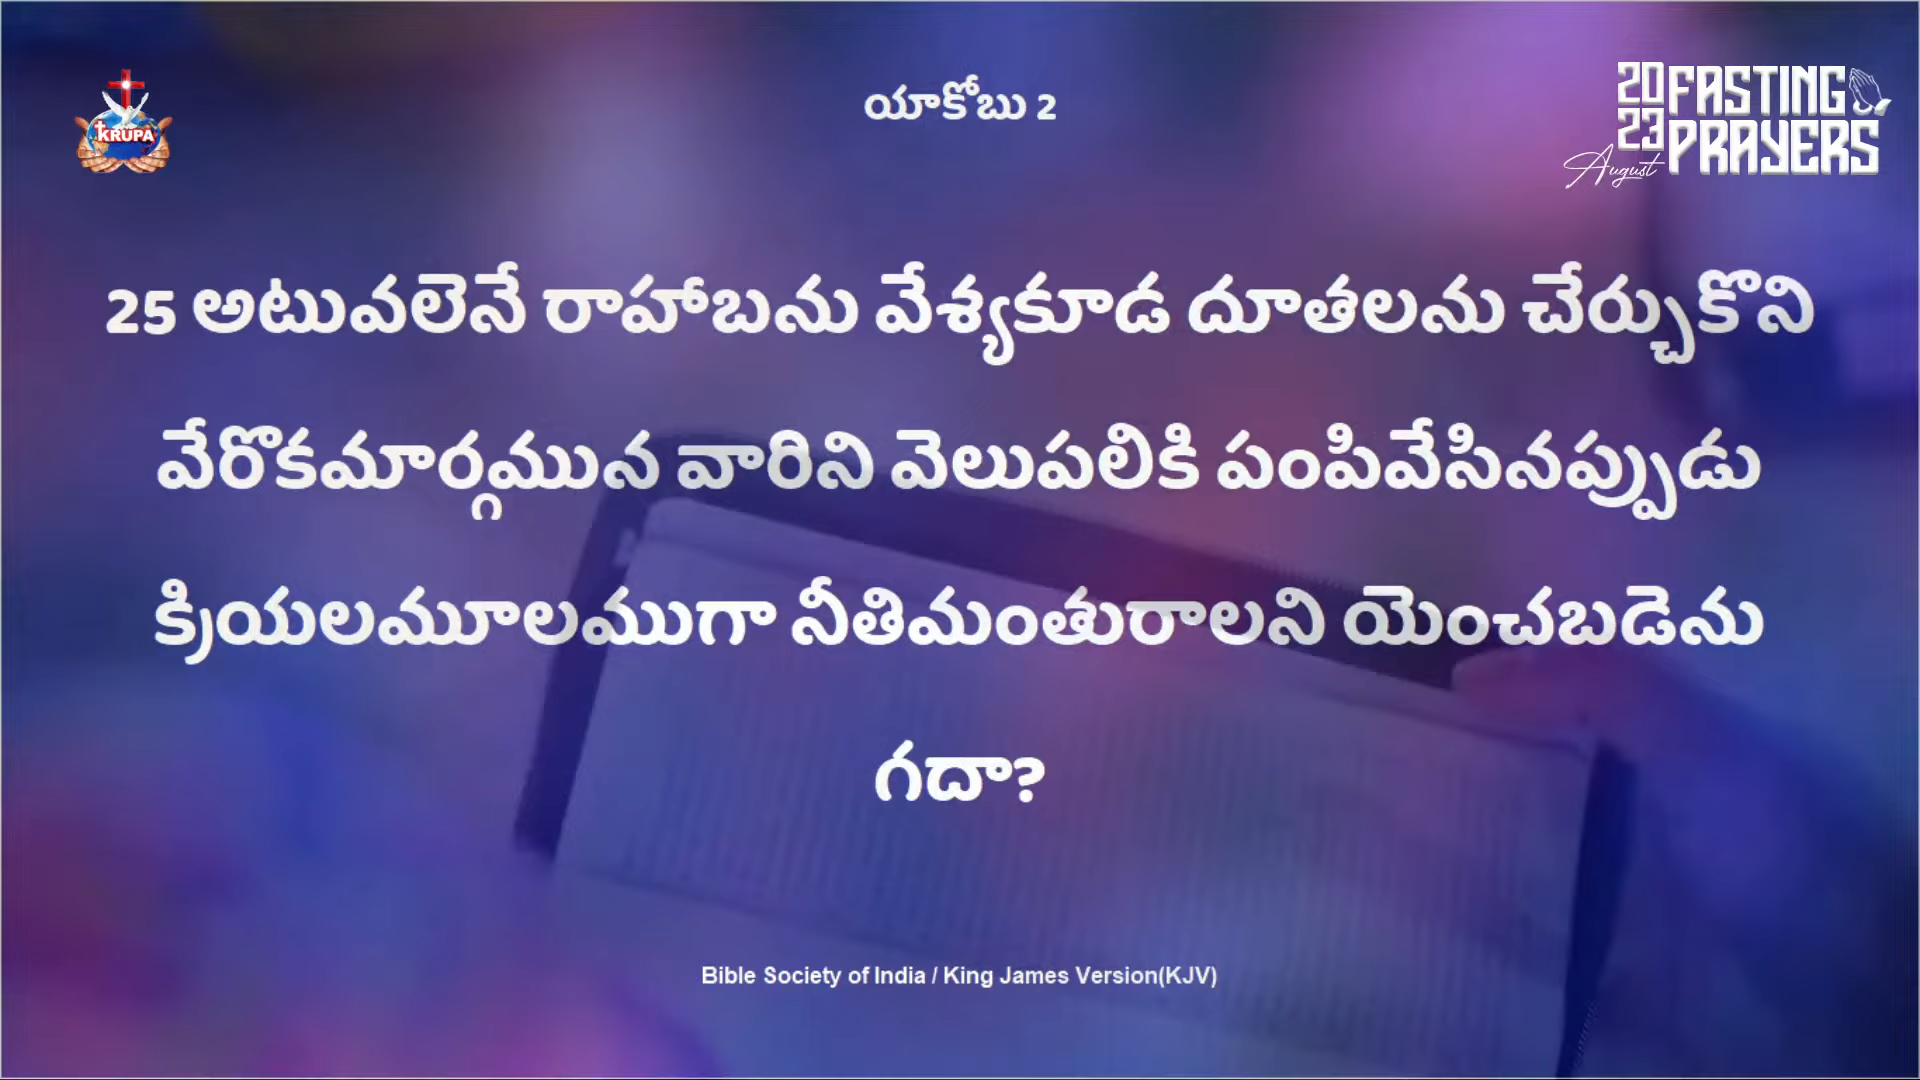 KRUPA
యాకోబు 2
20 FASTING
23 PRAYERS
August
25 అటువలెనే రాహాబను వేశ్యకూడ దూతలను చేర్చుకొని
వేరొకమార్గమున వారిని వెలుపలికి పంపివేసినప్పుడు
క్రియలమూలముగా నీతిమంతురాలని యెంచబడెను
గదా?
Bible Society of India / King James Version(KJV)